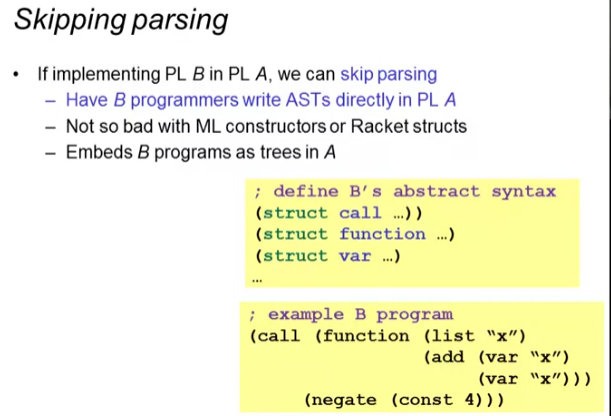 Skipping parsing
• If implementing PL B in PL A, we can skip parsing
– Have B programmers write ASTs directly in PL A
– Not so bad with ML constructors or Racket structs
– Embeds B programs as trees in A
; define B's abstract syntax
(struct call …))
(struct function …)
(struct var …)
…
; example B program
(call (function (list “x”)
(add (var “x”)
(var “x”)))
(negate (const 4)))